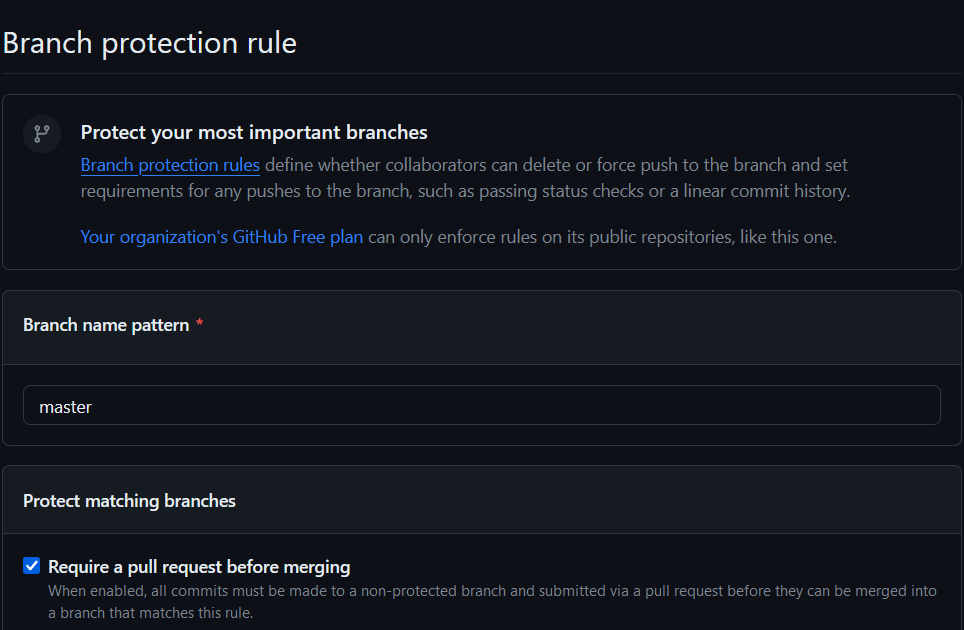 Branch protection rule
Protect your most important branches
Branch protection rules define whether collaborators can delete or force push to the branch and set
requirements for any pushes to the branch, such as passing status checks or a linear commit history.
Your organization's GitHub Free plan can only enforce rules on its public repositories, like this one.
Branch name pattern *
master
Protect matching branches
Require a pull request before merging
When enabled, all commits must be made to a non-protected branch and submitted via a pull request before they can be merged into
a branch that matches this rule.